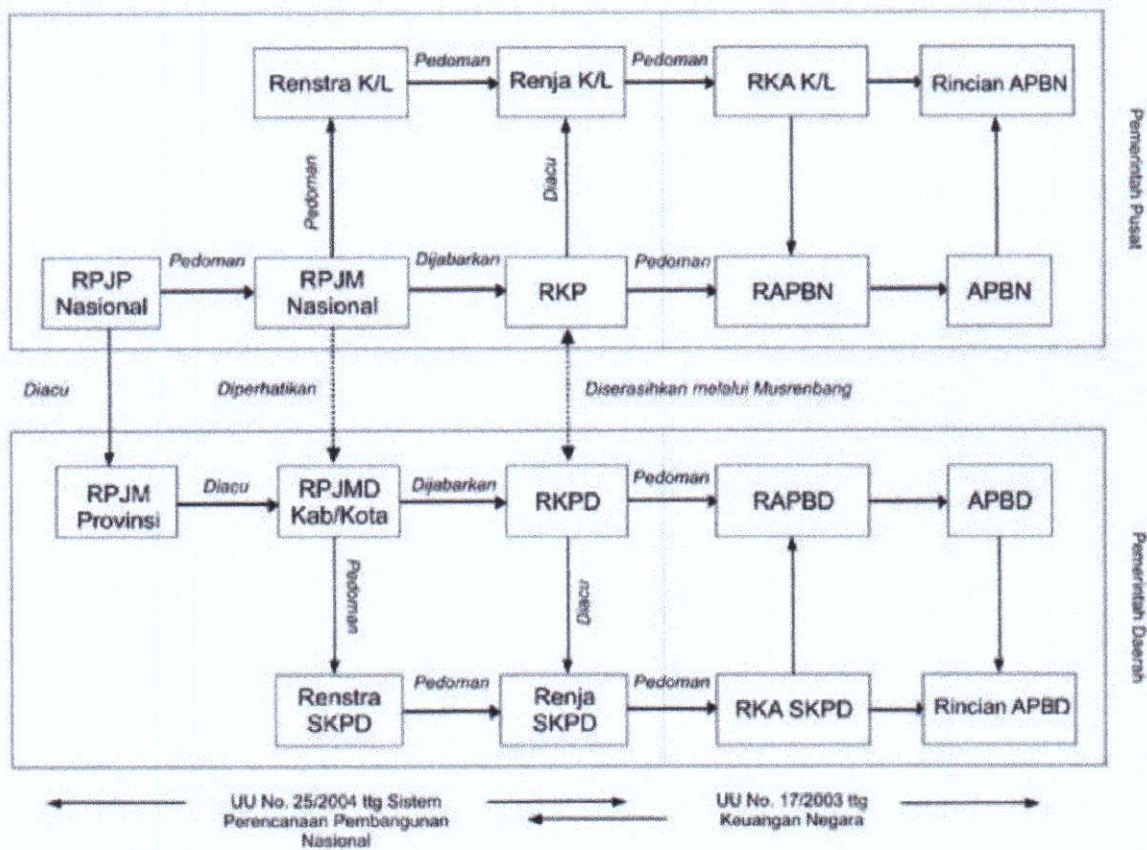 Pedoman
Pedoman
Renstra K/L
Renja K/L
RKA K/L
Rincian APBN
Pedoman
Diacu
Pemerintah Pusat
Pedoman
Dijabarkan
Pedoman
RPJP
Nasional
RPJM
Nasional
RKP
RAPBN
APBN
Diacu
Diperhatikan
Diserasihkan melalui Musrenbang
Diacu
Dijabarkan
Pedoman
RPJM
Provinsi
RPJMD
Kab/Kota
RKPD
RAPBD
APBD
Pedoman
Diacu
Pemerintah Daerah
Pedoman
Pedoman
Renstra
SKPD
Renja
SKPD
RKA SKPD
Rincian APBD
UU No. 25/2004 ttg Sistem
Perencanaan Pembangunan
Nasional
UU No. 17/2003 ttg
Keuangan Negara